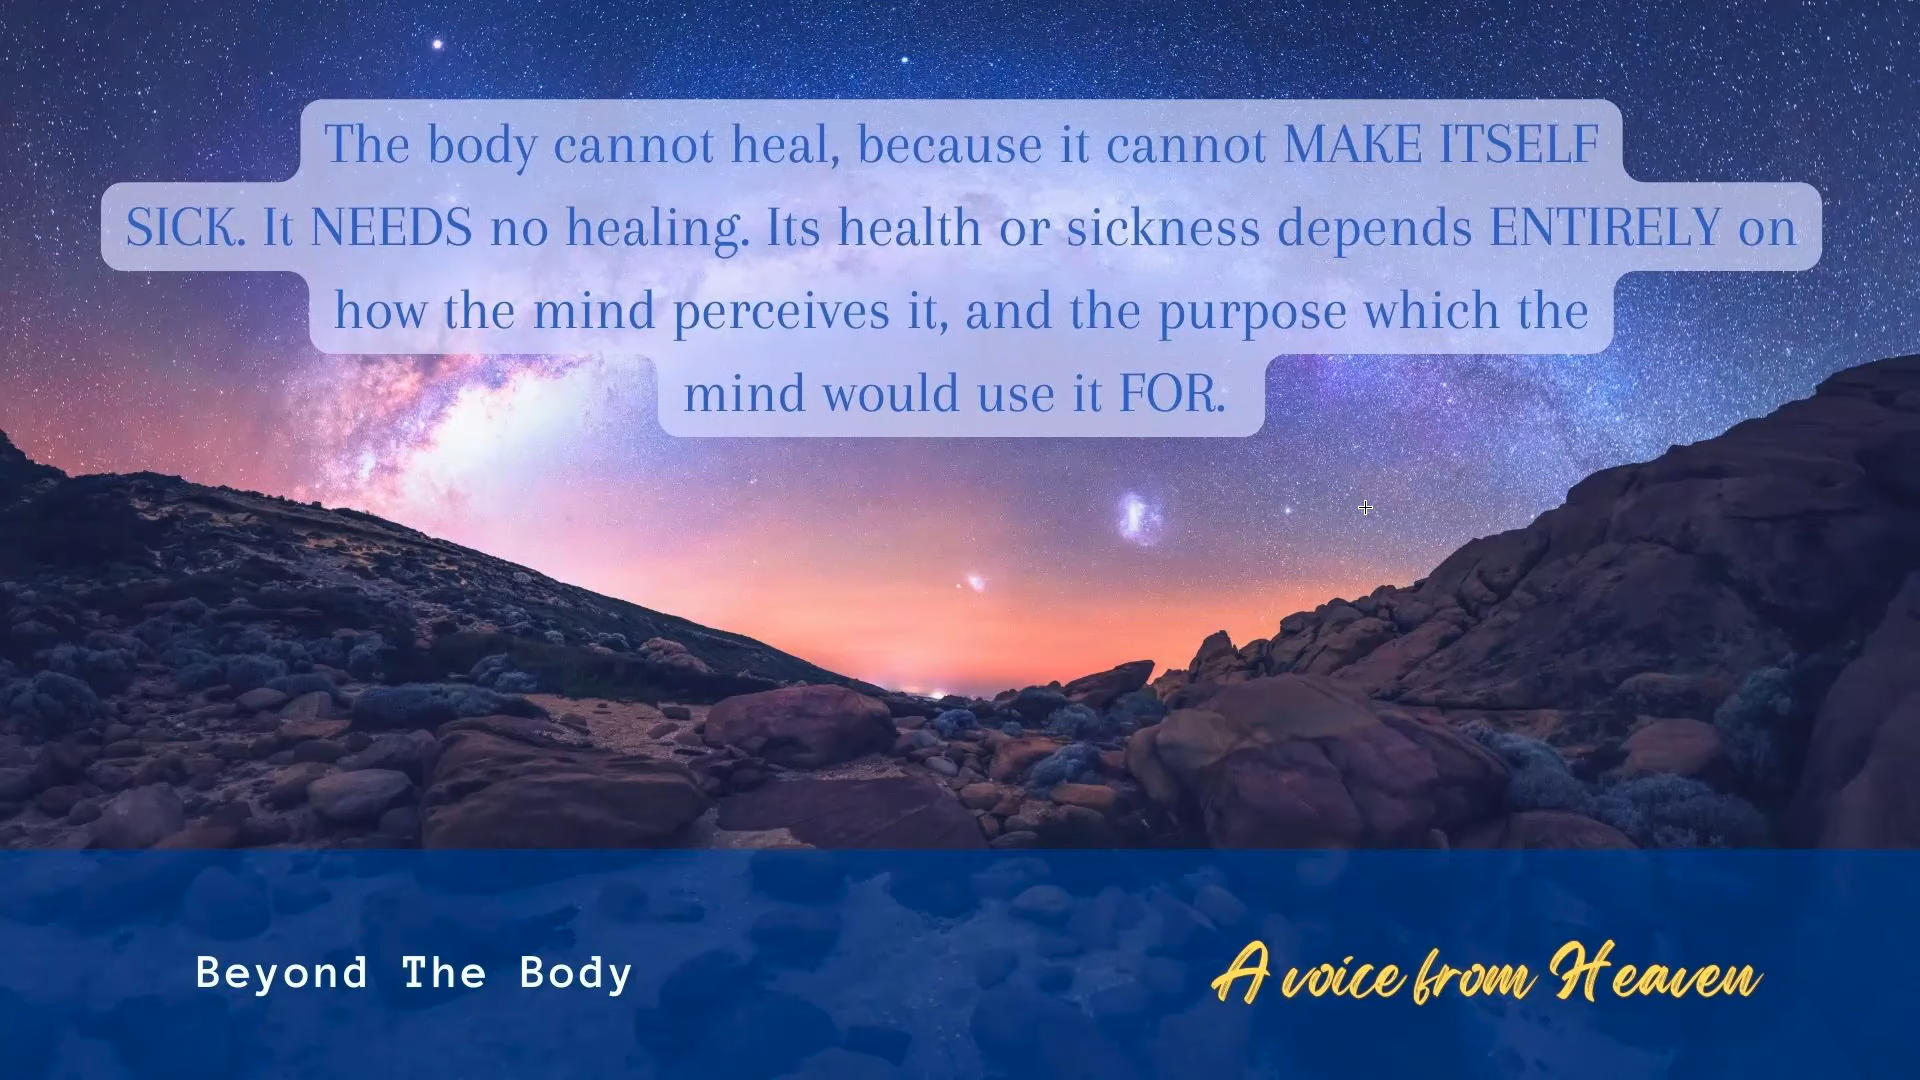 The body cannot heal, because it cannot MAKE ITSELF
SICK. It NEEDS no healing. Its health or sickness depends ENTIRELY on
how the mind perceives it, and the purpose which the
mind would use it FOR.
Beyond The Body
A voice from Heaven